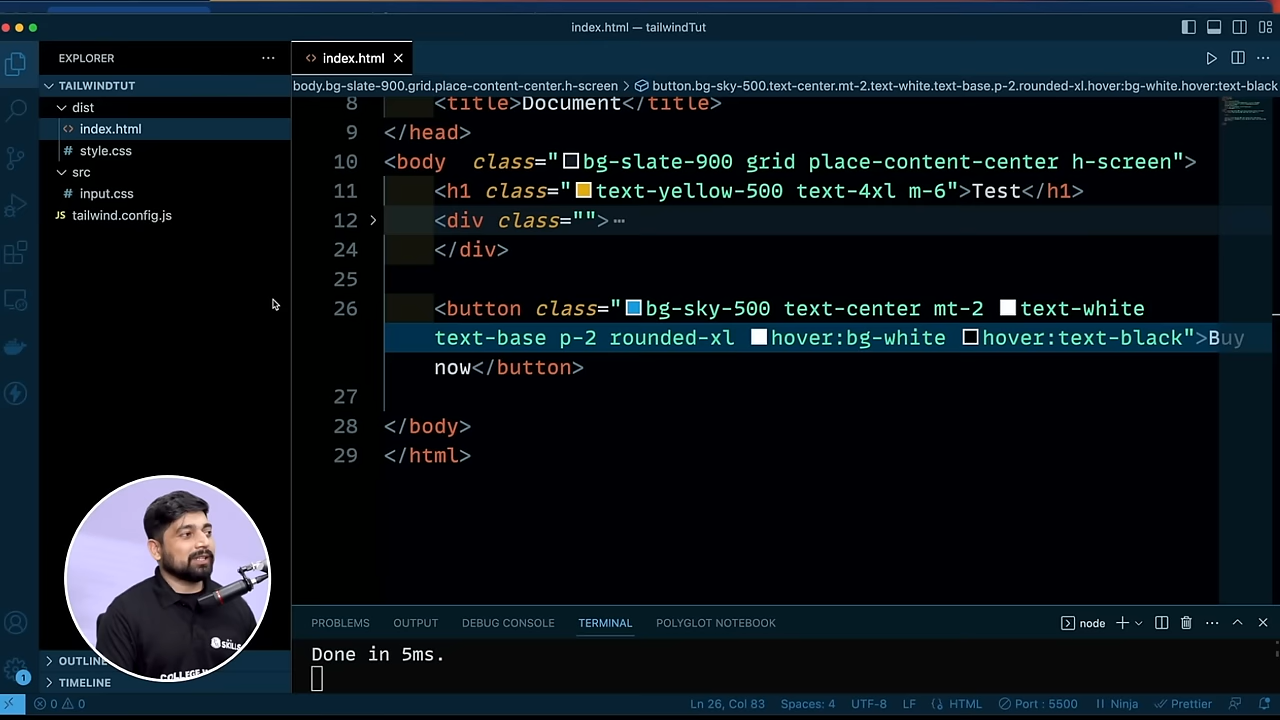 index.html — tailwindTut
EXPLORER
index.html
TAILWINDTUT
body.bg-slate-900.grid.place-content-center.h-screen > button.bg-sky-500.text-center.mt-2.text-white.text-base.p-2.rounded-xl.hover:bg-white.hover:text-black
dist
index.html
style.css
src
input.css
JS tailwind.config.js
8 <title>Document</title>
9 </head>
10 <body  class="bg-slate-900 grid place-content-center h-screen">
11 <h1 class="text-yellow-500 text-4xl m-6">Test</h1>
12 <div class="">⋯
24 </div>
25
26 <button class="bg-sky-500 text-center mt-2 text-white
text-base p-2 rounded-xl hover:bg-white hover:text-black">Buy
now</button>
27
28 </body>
29 </html>
PROBLEMS OUTPUT DEBUG CONSOLE TERMINAL POLYGLOT NOTEBOOK
node
Done in 5ms.
SKILLS
COLLEGE
OUTLINE
TIMELINE
1
0 0
Ln 26, Col 83 Spaces: 4 UTF-8 LF HTML Port : 5500 Ninja Prettier